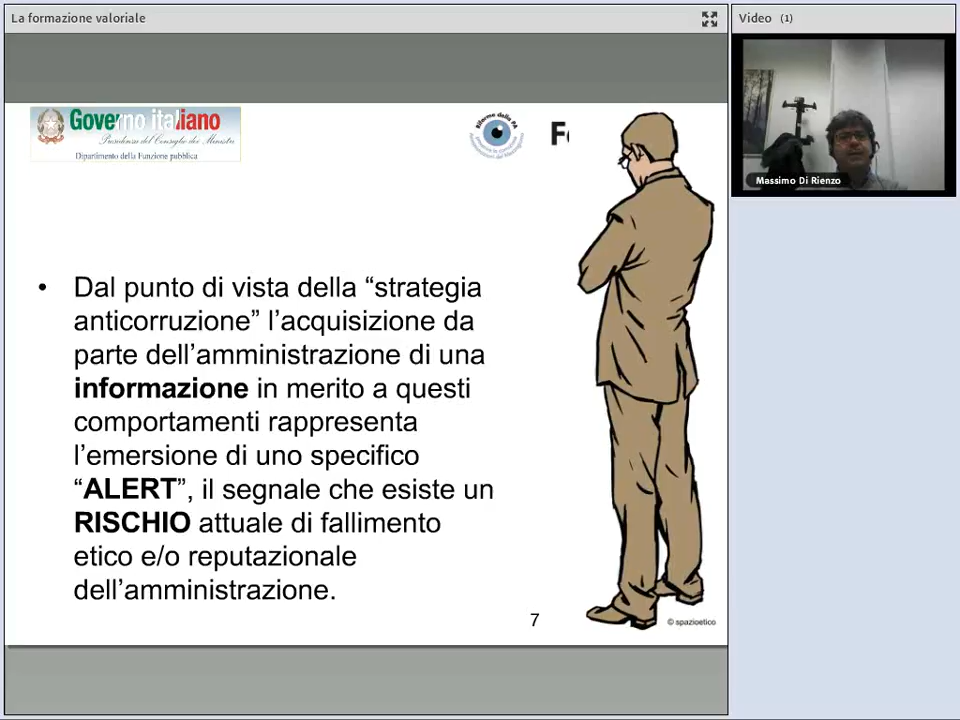 La formazione valoriale
Video (1)
Massimo Di Rienzo
Governo italiano
Presidenza del Consiglio dei Ministri
Dipartimento della Funzione pubblica
Riforme della PA
• Dal punto di vista della “strategia
anticorruzione” l’acquisizione da
parte dell’amministrazione di una
informazione in merito a questi
comportamenti rappresenta
l’emersione di uno specifico
“ALERT”, il segnale che esiste un
RISCHIO attuale di fallimento
etico e/o reputazionale
dell’amministrazione.
7
© spazioetico